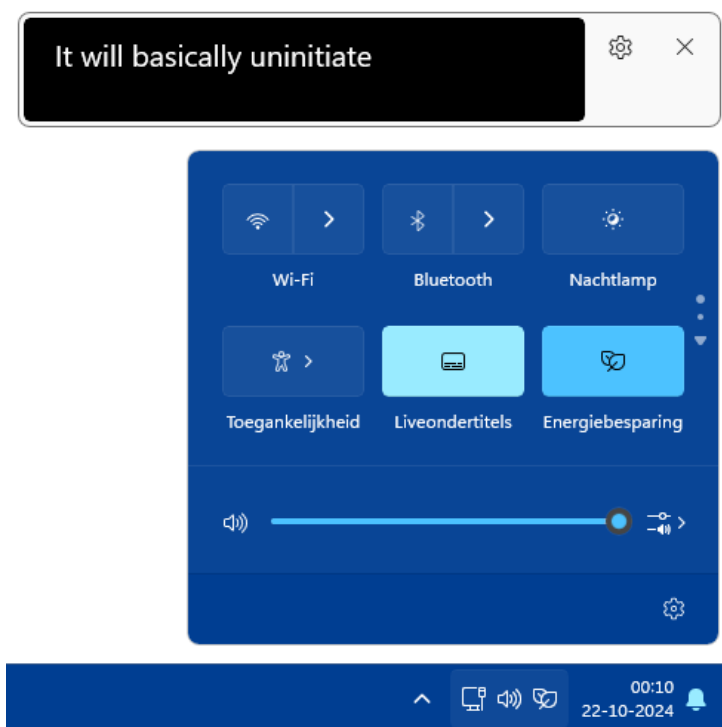 It will basically uninitiate
Wi-Fi
Bluetooth
Nachtlamp
Toegankelijkheid
Liveondertitels
Energiebesparing
00:10
22-10-2024